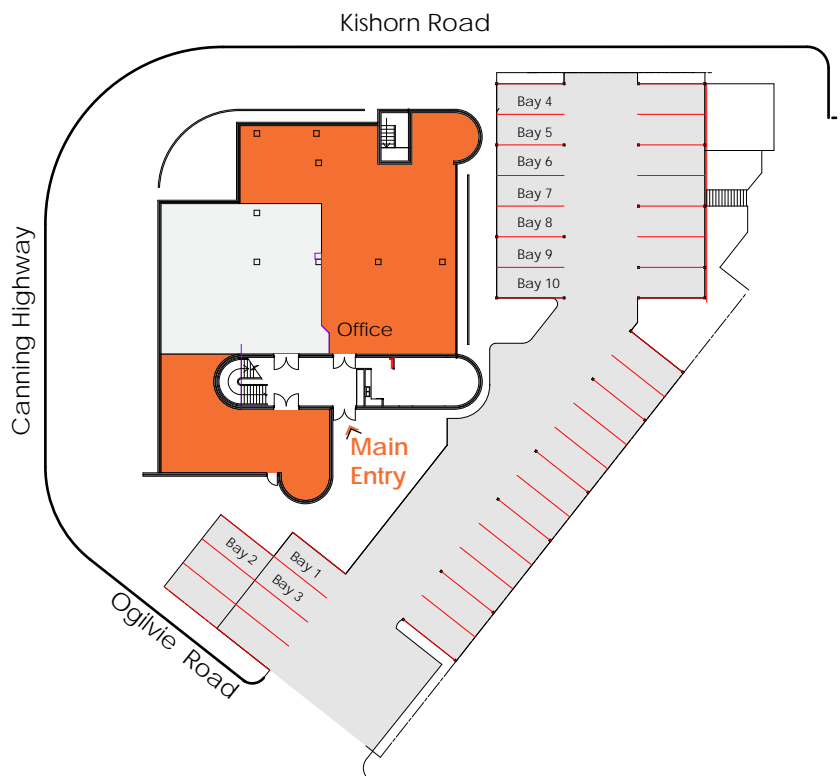 Kishorn Road
Bay 4
Bay 5
Bay 6
Bay 7
Bay 8
Bay 9
Bay 10
Canning Highway
Office
Main
Entry
Bay 2
Bay 1
Bay 3
Ogilvie Road